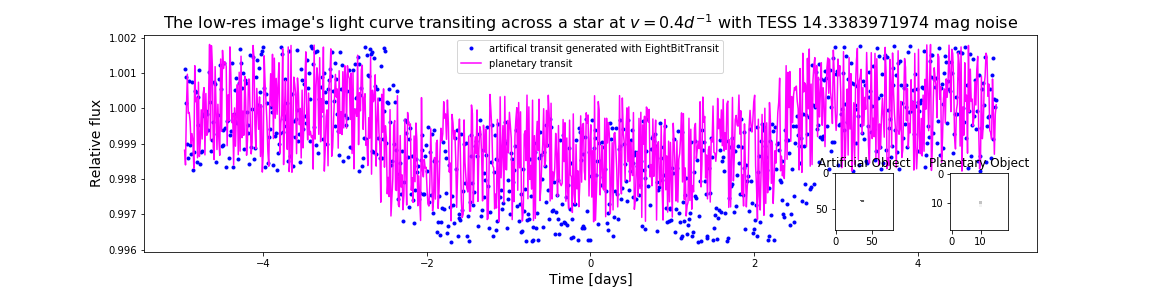 The low-res image's light curve transiting across a star at v = 0.4d⁻¹ with TESS 14.3383971974 mag noise
artifical transit generated with EightBitTransit
planetary transit
Relative flux
1.002
1.001
1.000
0.999
0.998
0.997
0.996
−4
−2
0
2
4
Time [days]
Artificial Object
0
50
0
50
Planetary Object
0
10
0
10